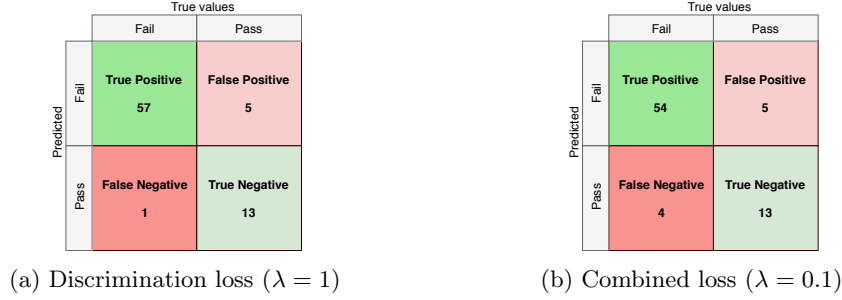 True values
Fail Pass
Predicted
Fail
True Positive
57
False Positive
5
Pass
False Negative
1
True Negative
13
(a) Discrimination loss (λ = 1)
True values
Fail Pass
Predicted
Fail
True Positive
54
False Positive
5
Pass
False Negative
4
True Negative
13
(b) Combined loss (λ = 0.1)